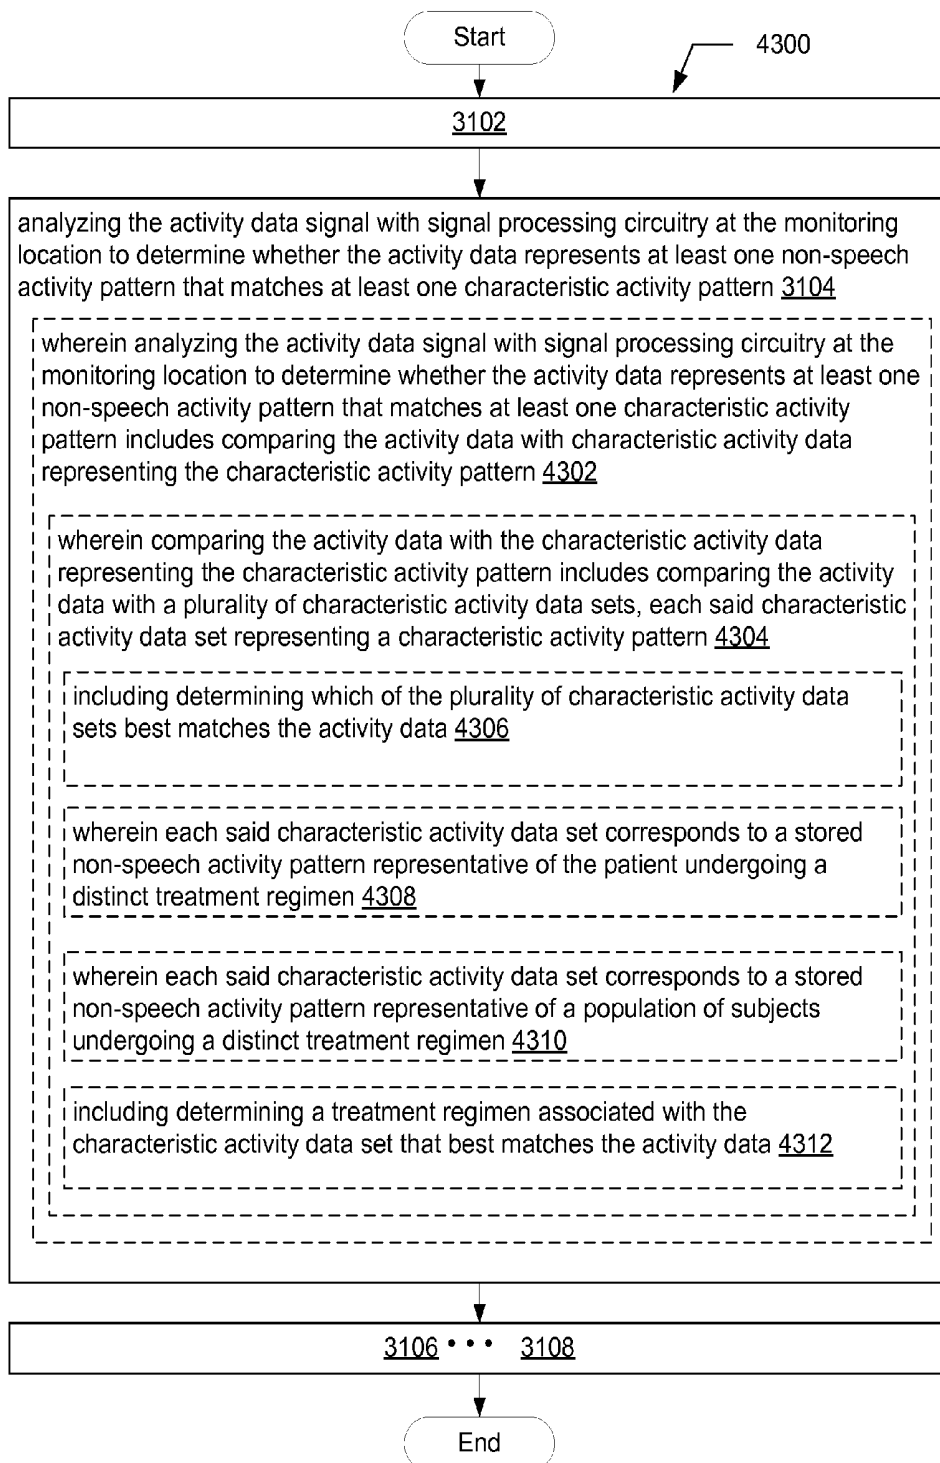 Start
4300
3102
analyzing the activity data signal with signal processing circuitry at the monitoring
location to determine whether the activity data represents at least one non-speech
activity pattern that matches at least one characteristic activity pattern 3104
wherein analyzing the activity data signal with signal processing circuitry at the
monitoring location to determine whether the activity data represents at least one
non-speech activity pattern that matches at least one characteristic activity
pattern includes comparing the activity data with characteristic activity data
representing the characteristic activity pattern 4302
wherein comparing the activity data with the characteristic activity data
representing the characteristic activity pattern includes comparing the activity
data with a plurality of characteristic activity data sets, each said characteristic
activity data set representing a characteristic activity pattern 4304
including determining which of the plurality of characteristic activity data
sets best matches the activity data 4306
wherein each said characteristic activity data set corresponds to a stored
non-speech activity pattern representative of the patient undergoing a
distinct treatment regimen 4308
wherein each said characteristic activity data set corresponds to a stored
non-speech activity pattern representative of a population of subjects
undergoing a distinct treatment regimen 4310
including determining a treatment regimen associated with the
characteristic activity data set that best matches the activity data 4312
3106 • • • 3108
End